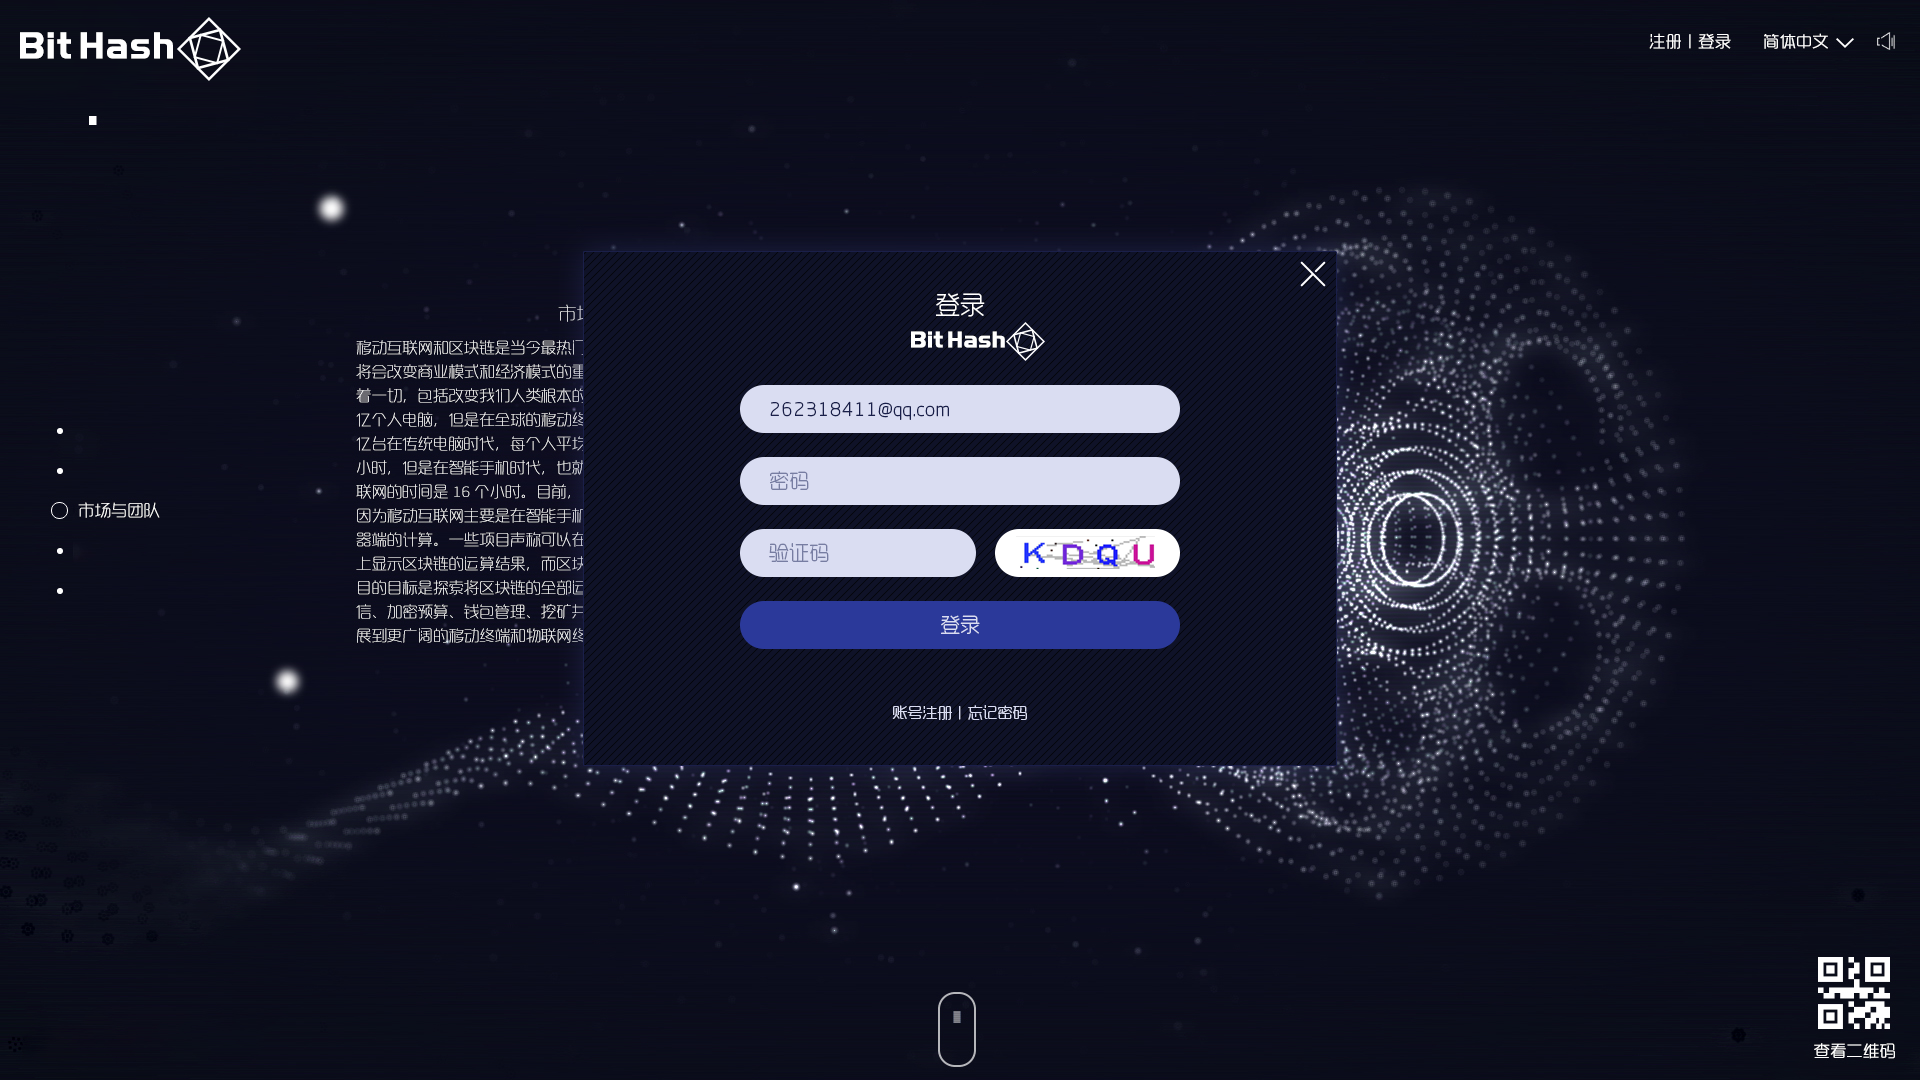 Bit Hash
注册 | 登录
简体中文
市场与团队
移动互联网和区块链是当今最热门
将会改变商业模式和经济模式的重
着一切，包括改变我们人类根本的
亿个人电脑，但是在全球的移动终
亿台在传统电脑时代，每个人平均
小时，但是在智能手机时代，也就
联网的时间是 16 个小时。目前，
因为移动互联网主要是在智能手机
器端的计算。一些项目声称可以在
上显示区块链的运算结果，而区块
目的目标是探索将区块链的全部运
信、加密预算、钱包管理、挖矿
展到更广阔的移动终端和物联网终
登录
Bit Hash
262318411@qq.com
密码
验证码
KDQU
登录
账号注册 | 忘记密码
查看二维码